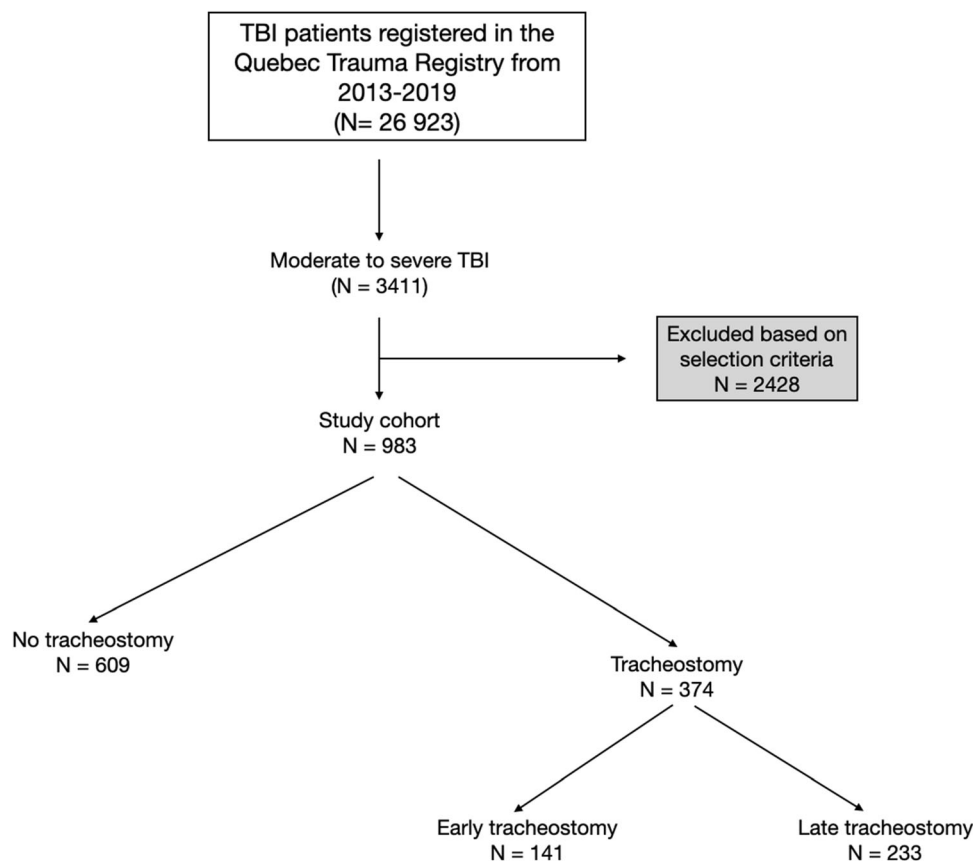 TBI patients registered in the
Quebec Trauma Registry from
2013-2019
(N= 26 923)
Moderate to severe TBI
(N = 3411)
Excluded based on
selection criteria
N = 2428
Study cohort
N = 983
No tracheostomy
N = 609
Tracheostomy
N = 374
Early tracheostomy
N = 141
Late tracheostomy
N = 233